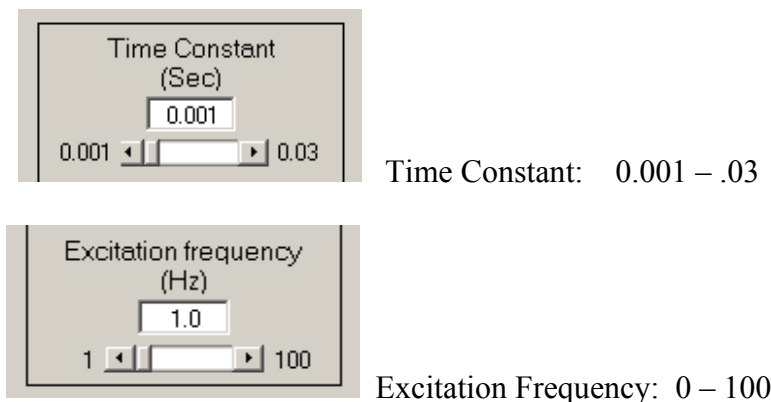 Time Constant
(Sec)
0.001
0.001 0.03
Time Constant: 0.001 – .03
Excitation frequency
(Hz)
1.0
1 100
Excitation Frequency: 0 – 100